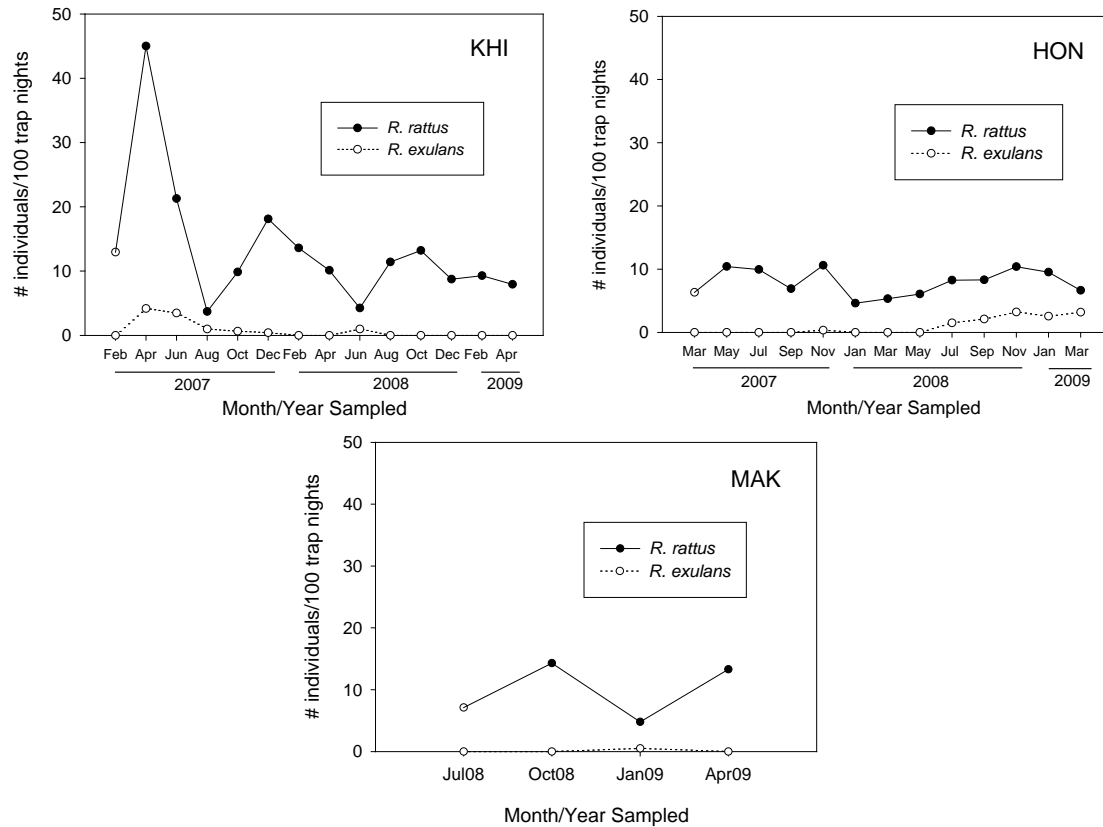 KHI
# individuals/100 trap nights
50
40
30
20
10
0
R. rattus
R. exulans
Feb Apr Jun Aug Oct Dec Feb Apr Jun Aug Oct Dec Feb Apr
2007 2008 2009
Month/Year Sampled
HON
# individuals/100 trap nights
50
40
30
20
10
0
R. rattus
R. exulans
Mar May Jul Sep Nov Jan Mar May Jul Sep Nov Jan Mar
2007 2008 2009
Month/Year Sampled
MAK
# individuals/100 trap nights
50
40
30
20
10
0
R. rattus
R. exulans
Jul08 Oct08 Jan09 Apr09
Month/Year Sampled